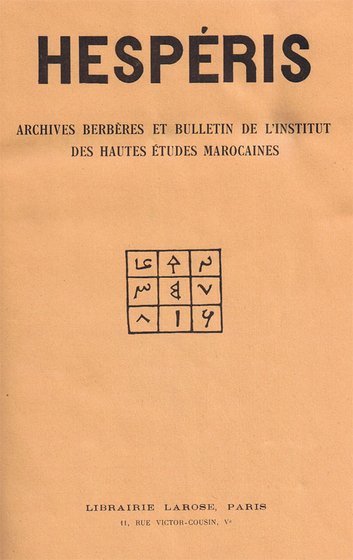 HESPÉRIS
ARCHIVES BERBÈRES ET BULLETIN DE L'INSTITUT
DES HAUTES ÉTUDES MAROCAINES
LIBRAIRIE LAROSE, PARIS
11, RUE VICTOR-COUSIN, Vᵉ